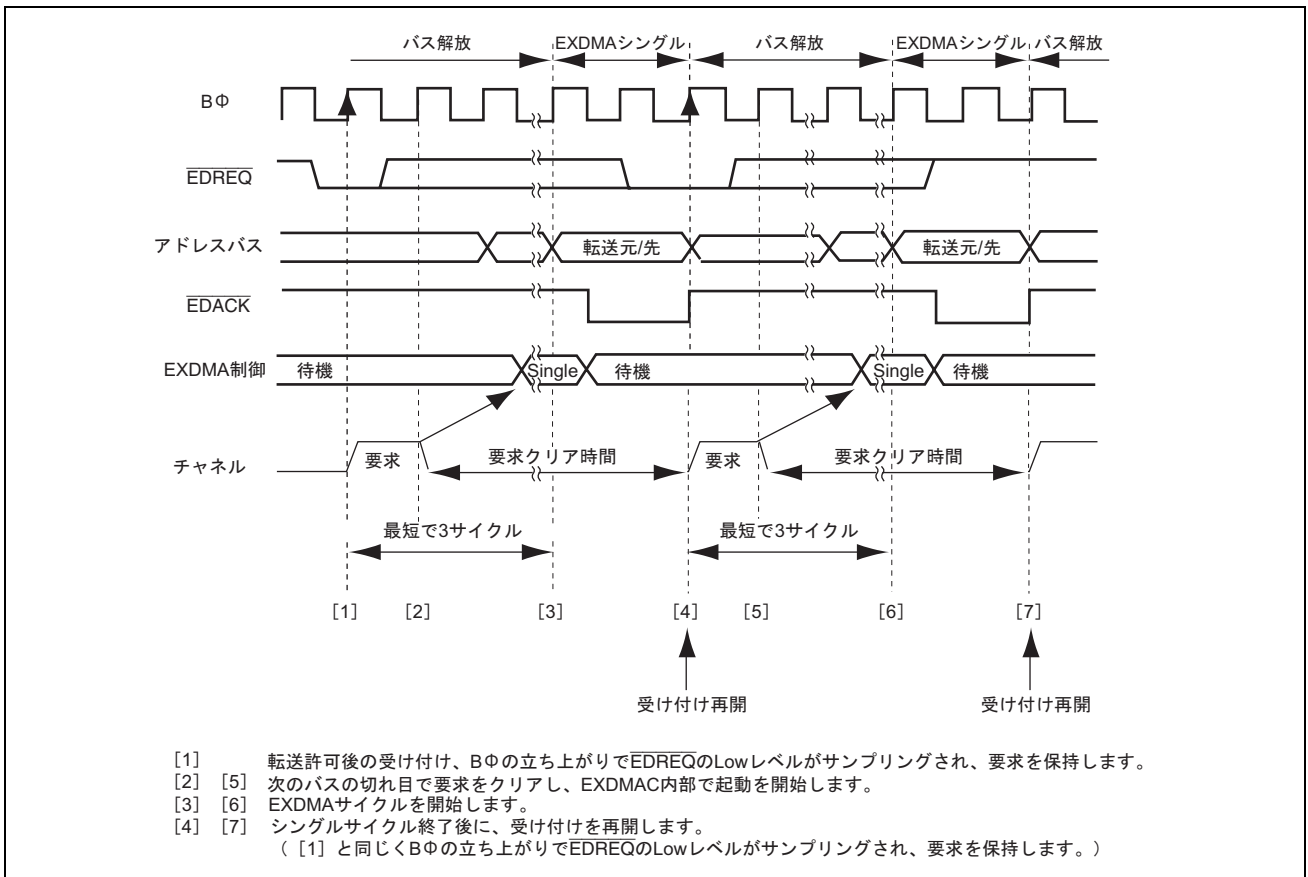 バス解放 EXDMAシングル バス解放 EXDMAシングル バス解放
BΦ
EDREQ
アドレスバス 転送元/先 転送元/先
EDACK
EXDMA制御 待機 Single 待機 Single 待機
チャネル 要求 要求クリア時間 要求 要求クリア時間
最短で3サイクル 最短で3サイクル
[1] [2] [3] [4] [5] [6] [7]
受け付け再開 受け付け再開
[1] 転送許可後の受け付け、BΦの立ち上がりでEDREQのLowレベルがサンプリングされ、要求を保持します。
[2] [5] 次のバスの切れ目で要求をクリアし、EXDMAC内部で起動を開始します。
[3] [6] EXDMAサイクルを開始します。
[4] [7] シングルサイクル終了後に、受け付けを再開します。
（[1] と同じくBΦの立ち上がりでEDREQのLowレベルがサンプリングされ、要求を保持します。）